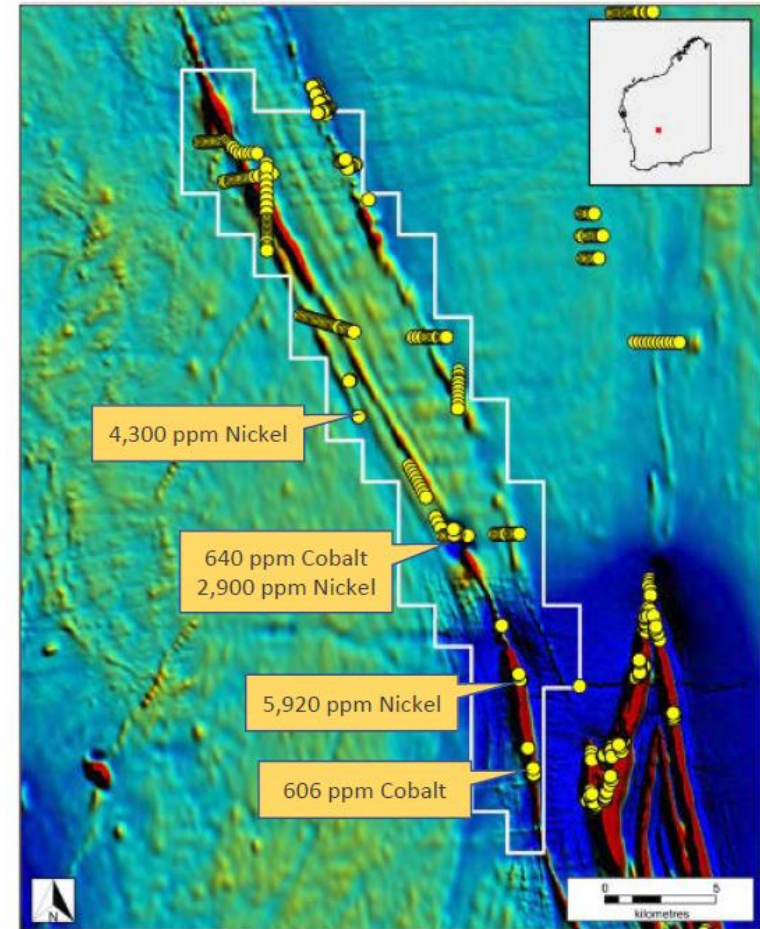 4,300 ppm Nickel
640 ppm Cobalt
2,900 ppm Nickel
5,920 ppm Nickel
606 ppm Cobalt
N
0 5
kilometres